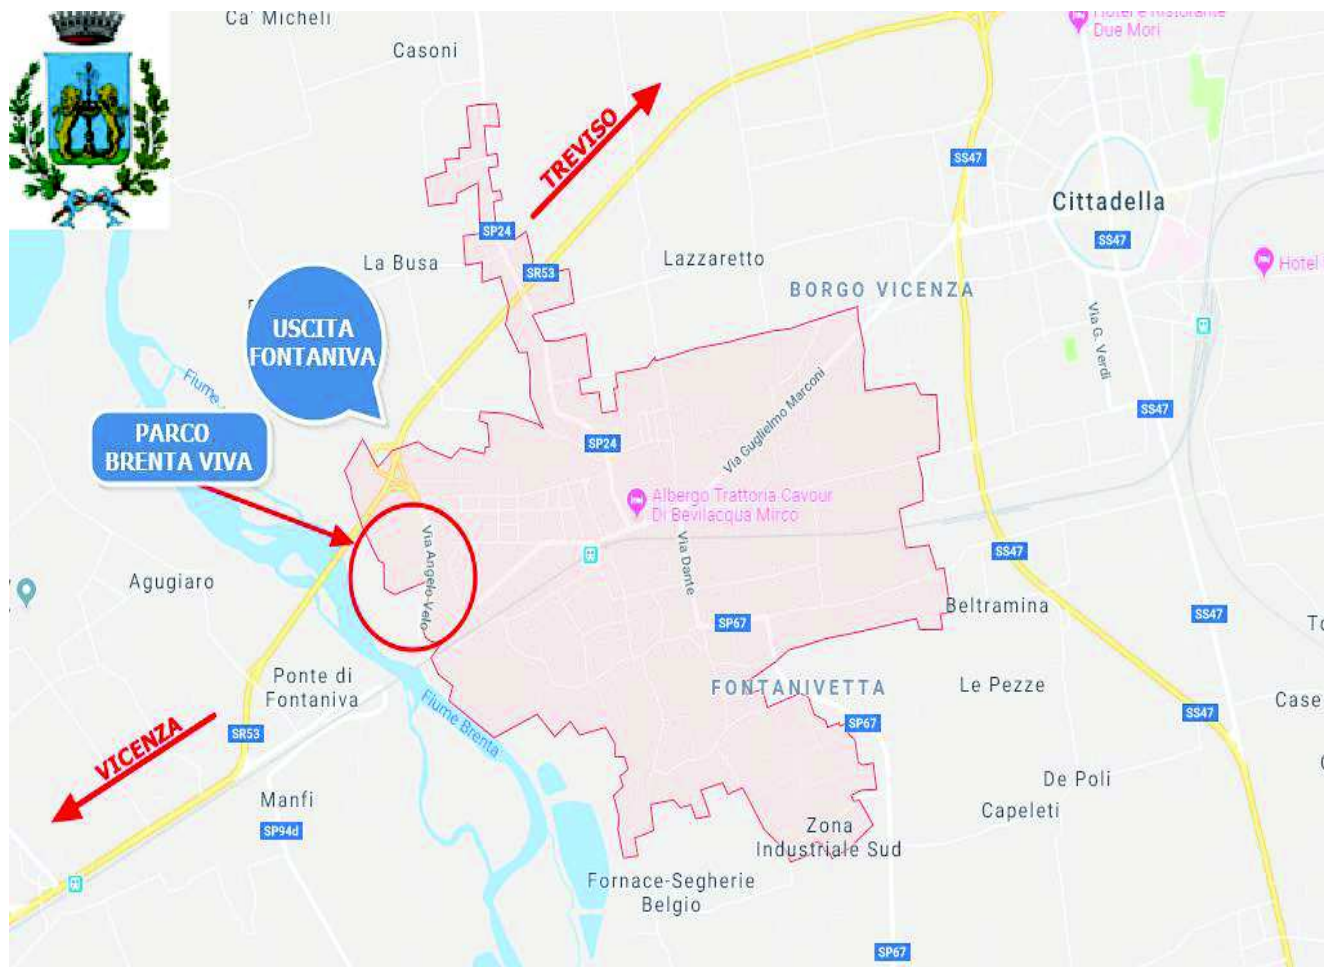 Ca' Micheli
Casoni
Hotel e Ristorante
Due Mori
TREVISO
SS47
Cittadella
SS47
SP24
La Busa
SR53
Lazzaretto
Hotel
BORGO VICENZA
USCITA
FONTANIVA
Via G. Verdi
Fiume
Via Guglielmo Marconi
SS47
PARCO
BRENTA VIVA
SP24
Albergo Trattoria Cavour
Di Bevilacqua Mirco
Via Angelo Velo
Via Dante
SS47
Agugiaro
Beltramina
SS47
SP67
Ponte di
Fontaniva
FONTANIVETTA
Le Pezze
Case
Fiume Brenta
SP67
SS47
SR53
VICENZA
De Poli
Manfi
Capeleti
SP94d
Zona
Industriale Sud
Fornace-Segherie
Belgio
SP67